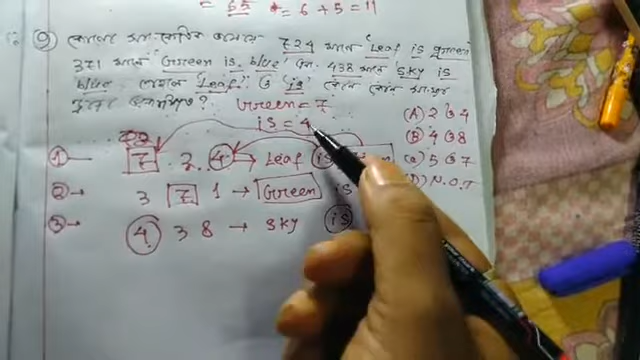 = 65 * = 6 + 5 = 11
9) কোনো সাংকেতিক ভাষায় 724 মানে 'Leaf is green'
371 মানে 'Green is blue' এবং 438 মানে 'sky is
blue' তাহলে 'Leaf' ও 'is' কোন কোন সংখ্যা
দ্বারা ? Green = 7 (A) 2 ও 4
is = 4 (B) 4 ও 8
① 7 2 4 → Leaf is (C) 5 ও 7
② → 3 7 1 → Green is (D) N.O.T
③ → 4 3 8 → sky is